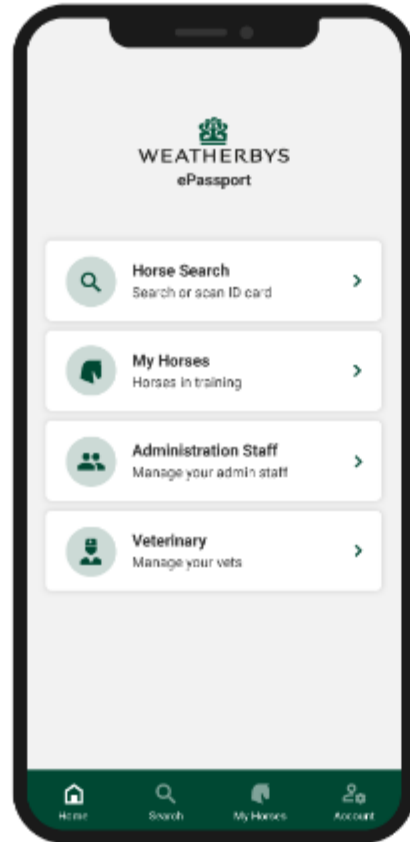 WEATHERBYS
ePassport
Horse Search
Search or scan ID card
My Horses
Horses in training
Administration Staff
Manage your admin staff
Veterinary
Manage your vets
Home
Search
My Horses
Account